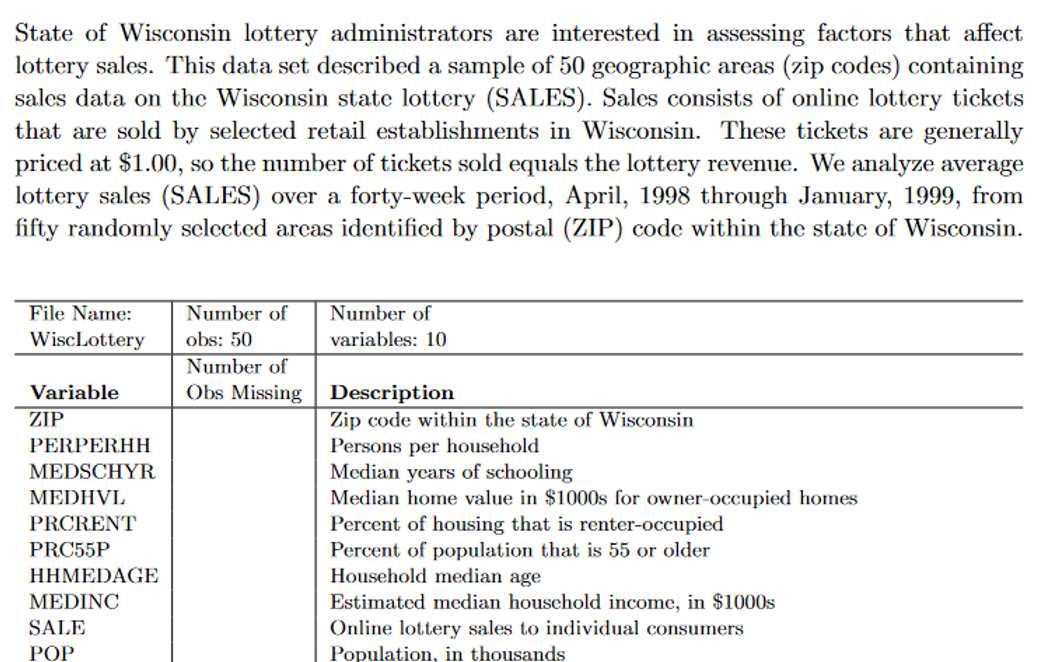 State of Wisconsin lottery administrators are interested in assessing factors that affect
lottery sales. This data set described a sample of 50 geographic areas (zip codes) containing
sales data on the Wisconsin state lottery (SALES). Sales consists of online lottery tickets
that are sold by selected retail establishments in Wisconsin. These tickets are generally
priced at $1.00, so the number of tickets sold equals the lottery revenue. We analyze average
lottery sales (SALES) over a forty-week period, April, 1998 through January, 1999, from
fifty randomly selected areas identified by postal (ZIP) code within the state of Wisconsin.
File Name: Number of Number of
WiscLottery obs: 50 variables: 10
Number of
Variable Obs Missing Description
ZIP Zip code within the state of Wisconsin
PERPERHH Persons per household
MEDSCHYR Median years of schooling
MEDHVL Median home value in $1000s for owner-occupied homes
PRCRENT Percent of housing that is renter-occupied
PRC55P Percent of population that is 55 or older
HHMEDAGE Household median age
MEDINC Estimated median household income, in $1000s
SALE Online lottery sales to individual consumers
POP Population, in thousands